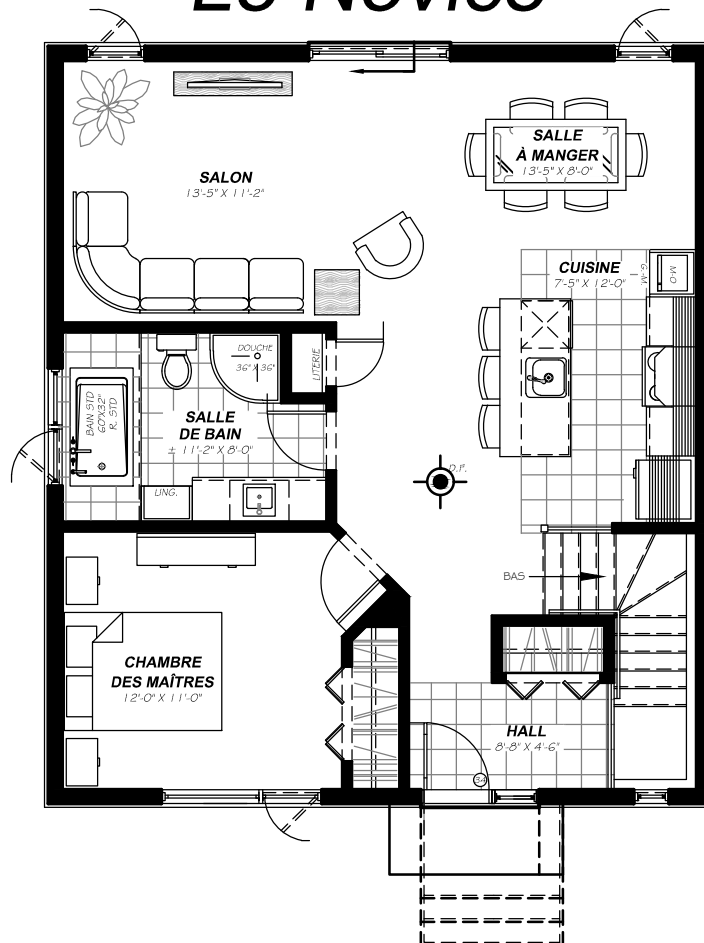 Le Novice
SALON
13'-5" X 11'-2"
SALLE
À MANGER
13'-5" X 8'-0"
CUISINE
7'-5" X 12'-0"
G.-M.
M-O
DOUCHE
36"X36"
LITERIE
BAIN STD
60"X32"
R. STD
SALLE
DE BAIN
± 11'-2" X 8'-0"
LING.
D.P.
BAS
CHAMBRE
DES MAÎTRES
12'-0" X 11'-0"
HALL
8'-8" X 4'-6"
34